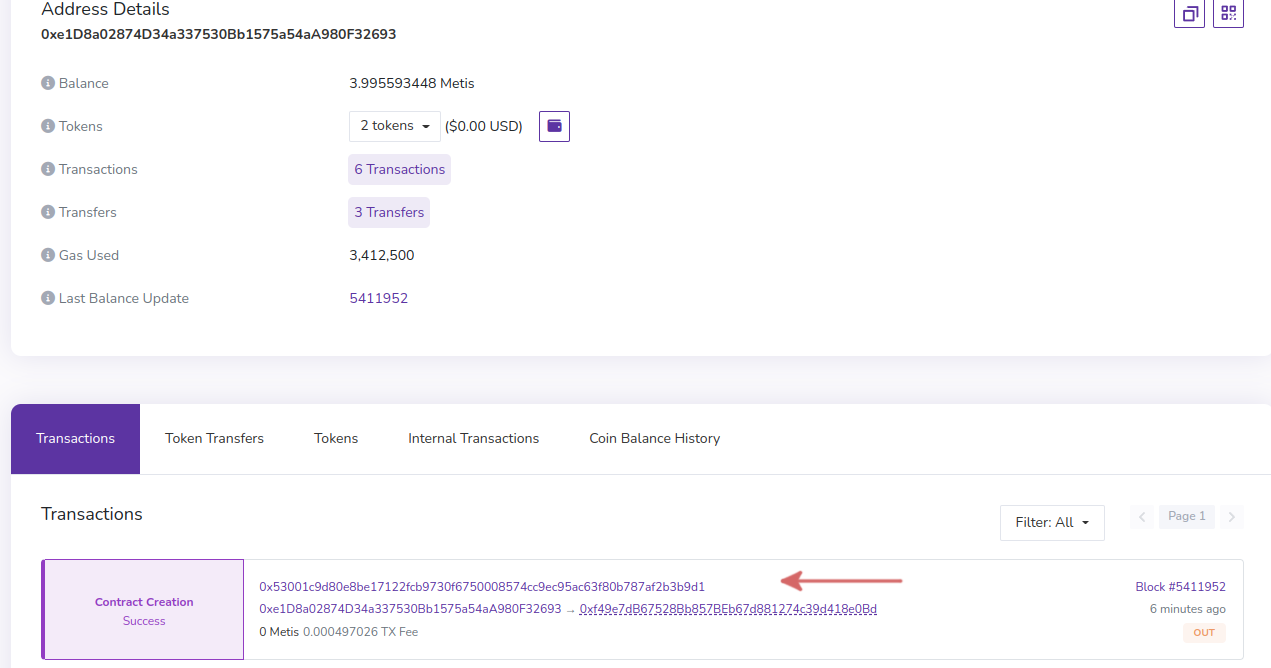 Address Details
0xe1D8a02874D34a337530Bb1575a54aA980F32693
Balance 3.995593448 Metis
Tokens 2 tokens ($0.00 USD)
Transactions 6 Transactions
Transfers 3 Transfers
Gas Used 3,412,500
Last Balance Update 5411952
Transactions Token Transfers Tokens Internal Transactions Coin Balance History
Transactions
Filter: All Page 1
Contract Creation
Success
0x53001c9d80e8be17122fcb9730f6750008574cc9ec95ac63f80b787af2b3b9d1
0xe1D8a02874D34a337530Bb1575a54aA980F32693 → 0xf49e7dB67528Bb857BEb67d881274c39d418e0Bd
0 Metis 0.000497026 TX Fee
Block #5411952
6 minutes ago
OUT